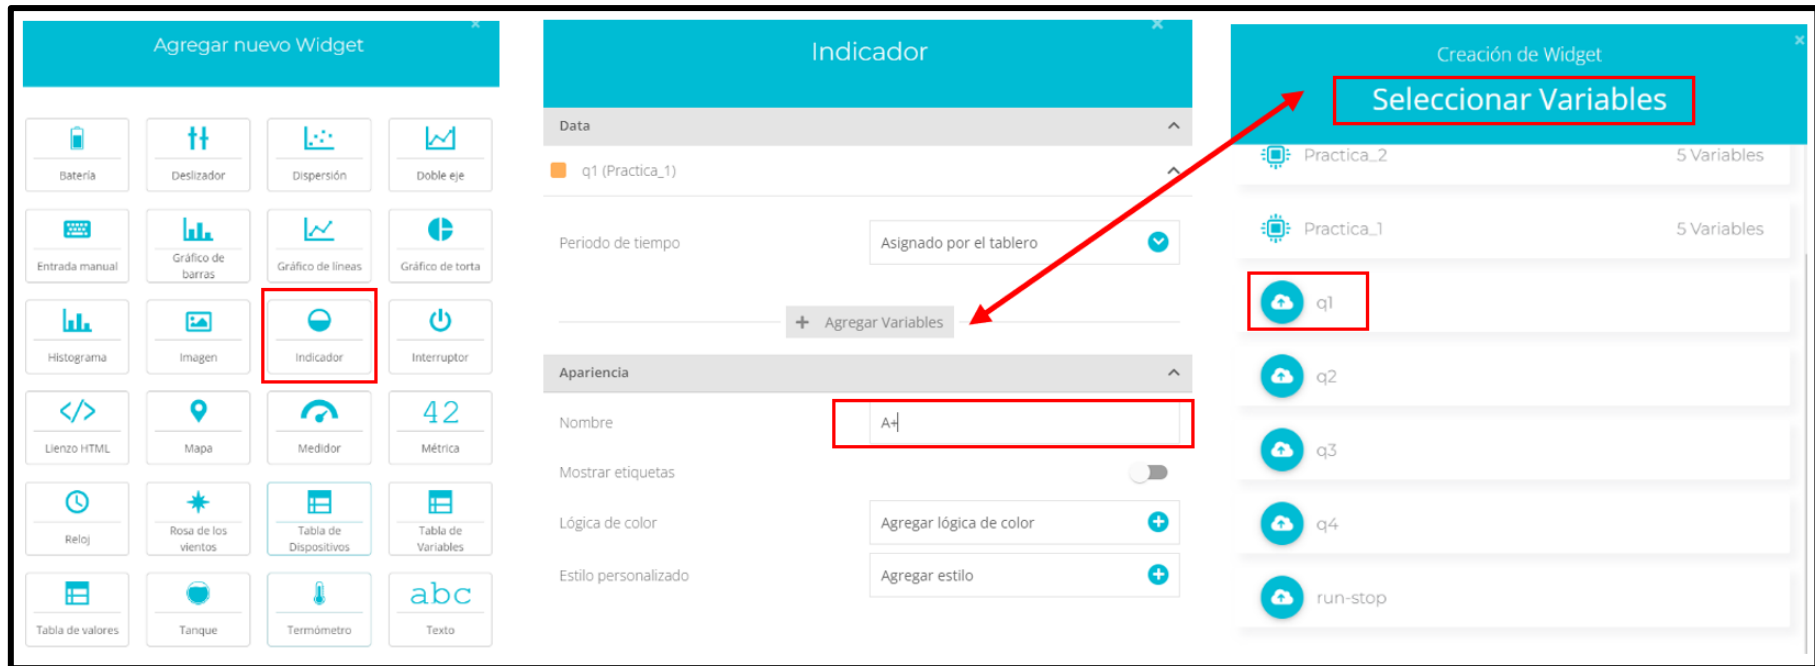 Agregar nuevo Widget
Batería
Deslizador
Dispersión
Doble eje
Entrada manual
Gráfico de
barras
Gráfico de líneas
Gráfico de torta
Histograma
Imagen
Indicador
Interruptor
</>
Lienzo HTML
Mapa
Medidor
42
Métrica
Reloj
Rosa de los
vientos
Tabla de
Dispositivos
Tabla de
Variables
Tabla de valores
Tanque
Termómetro
abc
Texto
Indicador
Data
q1 (Practica_1)
Periodo de tiempo
Asignado por el tablero
+ Agregar Variables
Apariencia
Nombre
A+
Mostrar etiquetas
Lógica de color
Agregar lógica de color
Estilo personalizado
Agregar estilo
Creación de Widget
Seleccionar Variables
Practica_2
5 Variables
Practica_1
5 Variables
q1
q2
q3
q4
run-stop